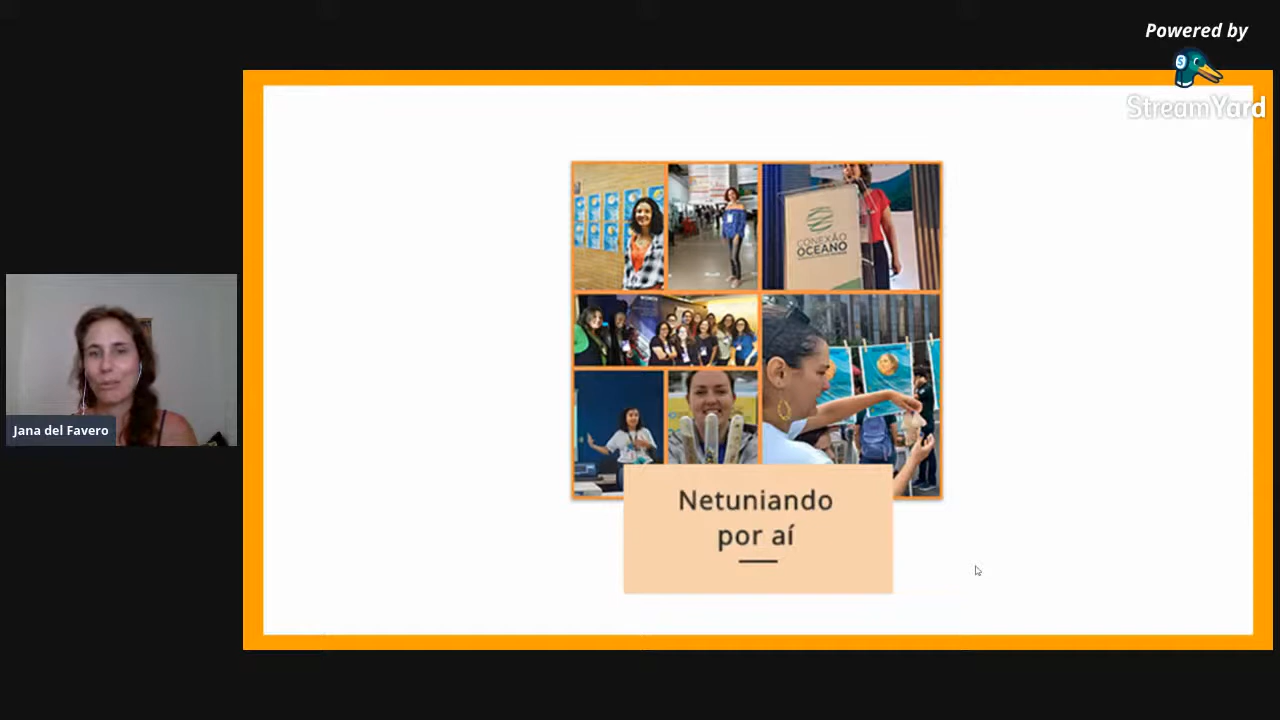 Powered by
StreamYard
CONEXÃO
OCEANO
Jana del Favero
Netuniando
por aí